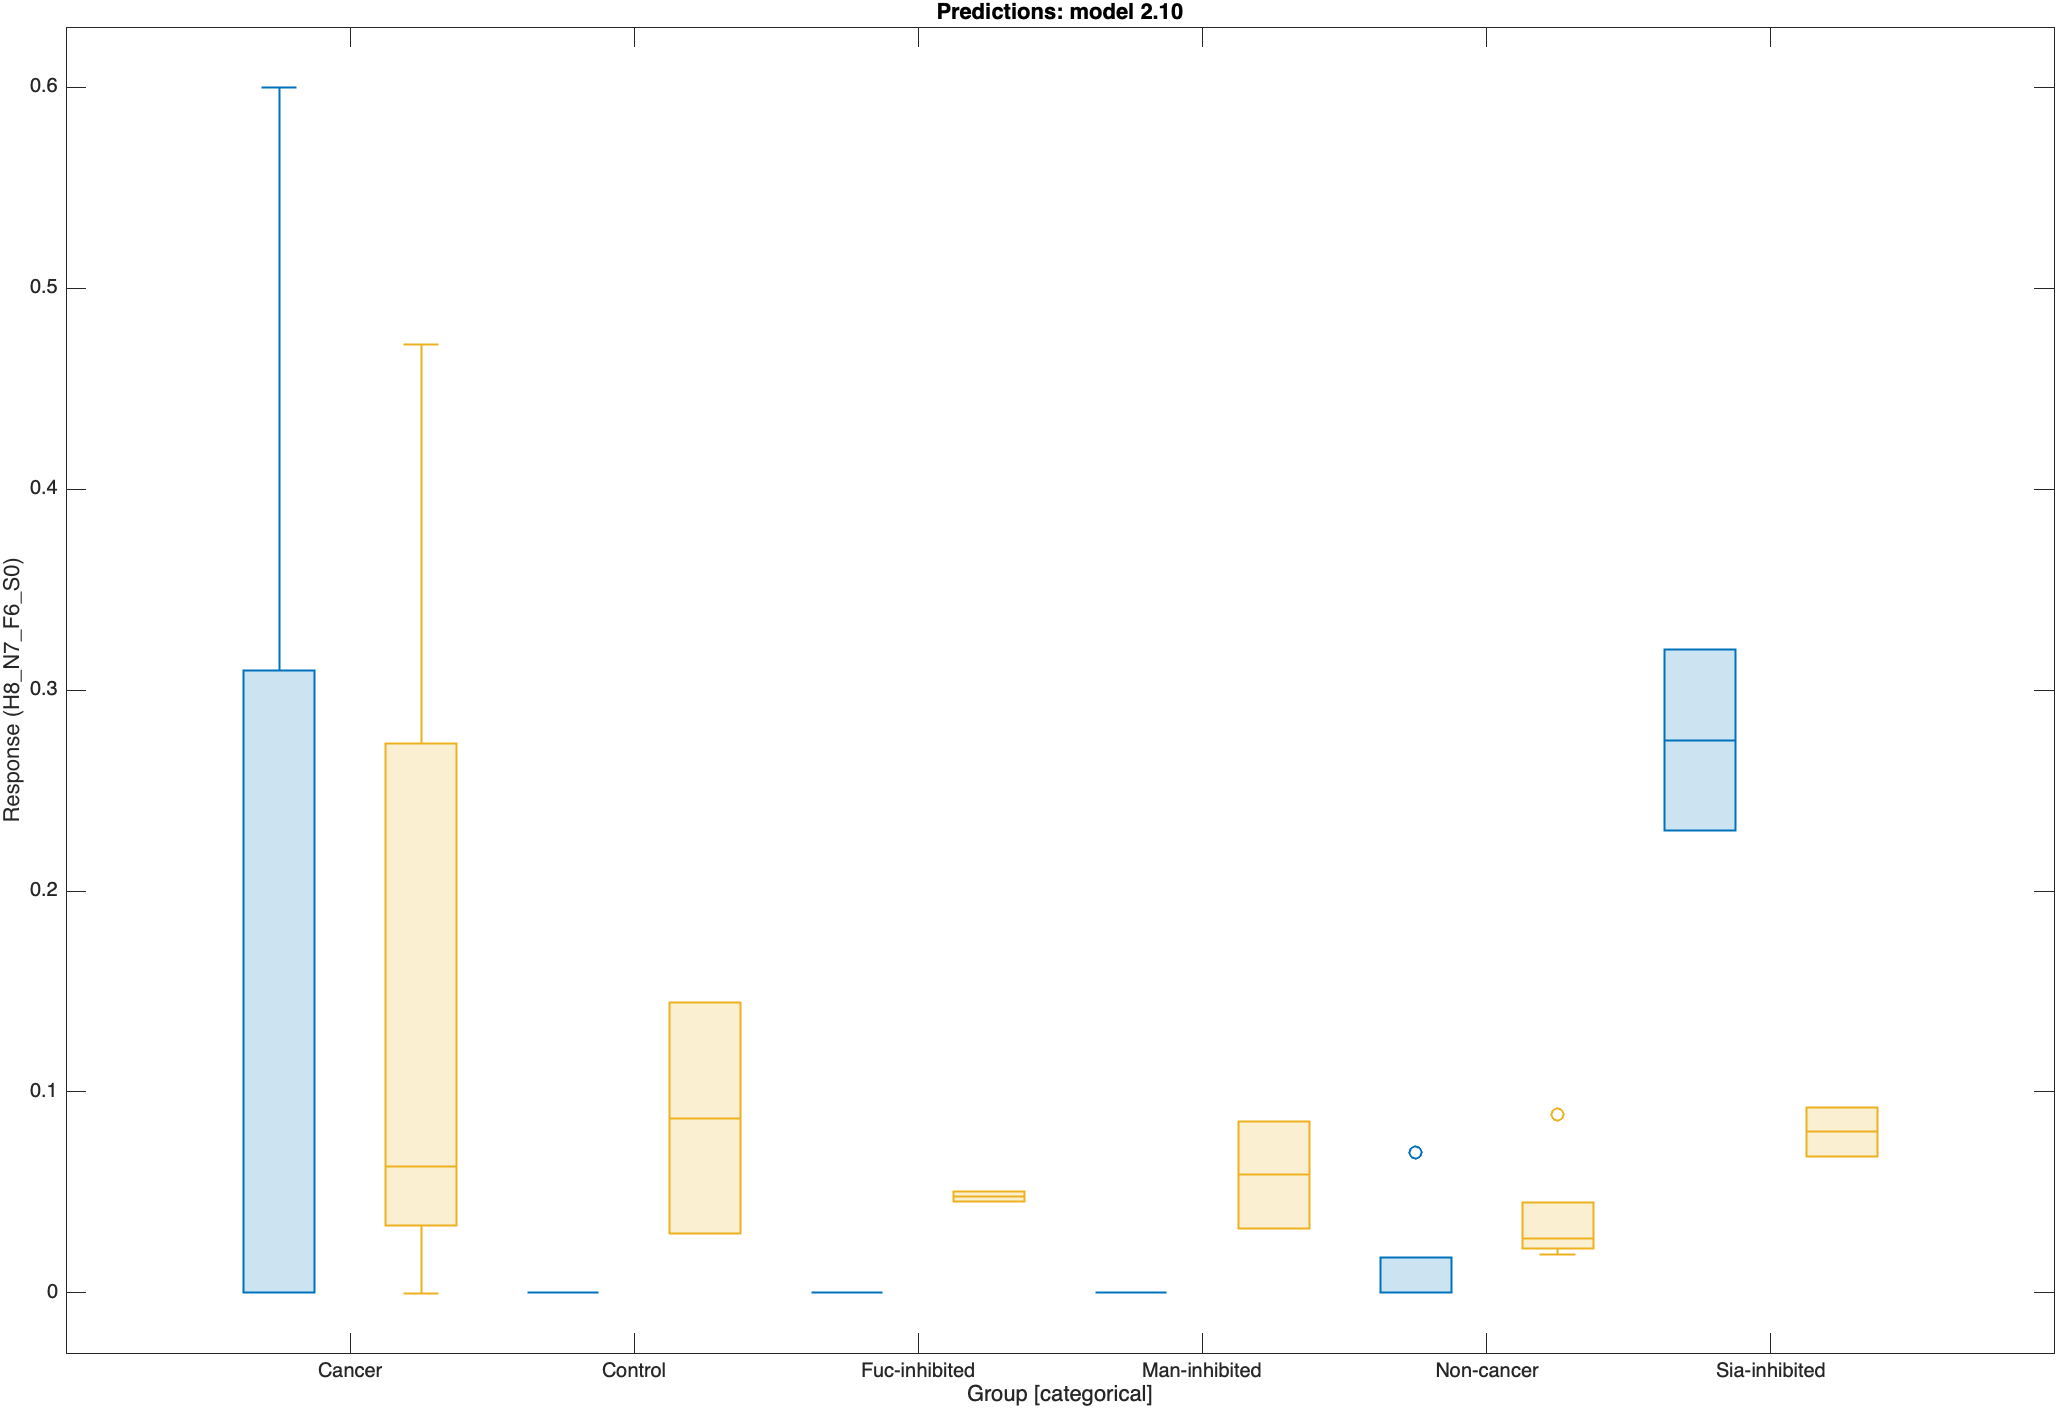 Predictions: model 2.10
0.6
0.5
0.4
0.3
0.2
0.1
0
Response (H8_N7_F6_S0)
Cancer Control Fuc-inhibited Man-inhibited Non-cancer Sia-inhibited
Group [categorical]